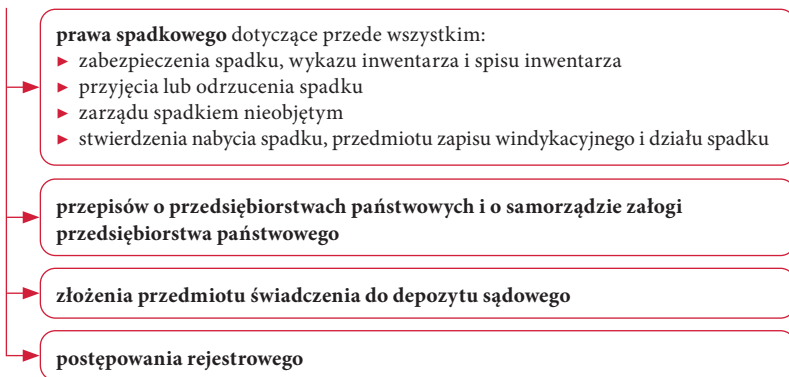 prawa spadkowego dotyczące przede wszystkim:
► zabezpieczenia spadku, wykazu inwentarza i spisu inwentarza
► przyjęcia lub odrzucenia spadku
► zarządu spadkiem nieobjętym
► stwierdzenia nabycia spadku, przedmiotu zapisu windykacyjnego i działu spadku
przepisów o przedsiębiorstwach państwowych i o samorządzie załogi
przedsiębiorstwa państwowego
złożenia przedmiotu świadczenia do depozytu sądowego
postępowania rejestrowego